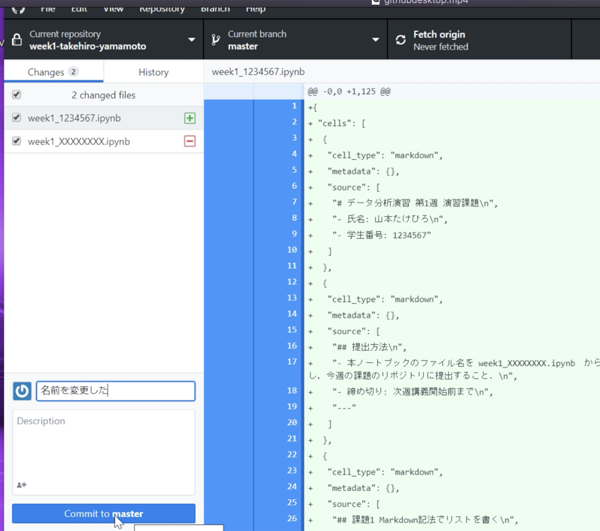 githubdesktop.mp4
File Edit View Repository Branch Help
Current repository
week1-takehiro-yamamoto
Current branch
master
Fetch origin
Never fetched
Changes 2
History
week1_1234567.ipynb
2 changed files
week1_1234567.ipynb
week1_XXXXXXXX.ipynb
@@ -0,0 +1,125 @@
1 +{
2 + "cells": [
3 + {
4 + "cell_type": "markdown",
5 + "metadata": {},
6 + "source": [
7 + "# データ分析演習 第1週 演習課題\n",
8 + "- 氏名: 山本たけひろ\n",
9 + "- 学生番号: 1234567"
10 + ]
11 + },
12 + {
13 + "cell_type": "markdown",
14 + "metadata": {},
15 + "source": [
16 + "## 提出方法\n",
17 + "- 本ノートブックのファイル名を week1_XXXXXXXX.ipynb から
し，今週の課題のリポジトリに提出すること．\n",
18 + "- 締め切り: 次週講義開始前まで\n",
19 + "---"
20 + ]
21 + },
22 + {
23 + "cell_type": "markdown",
24 + "metadata": {},
25 + "source": [
26 + "## 課題1 Markdown記法でリストを書く\n",
名前を変更した
Description
Commit to master